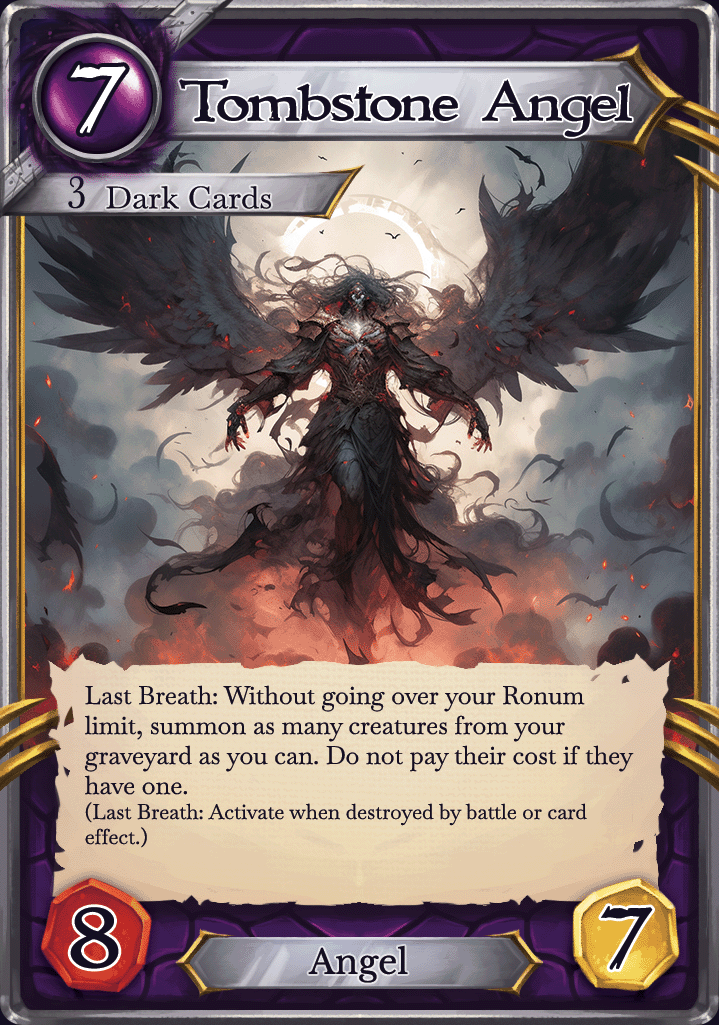 7
Tombstone Angel
3 Dark Cards
Last Breath: Without going over your Ronum
limit, summon as many creatures from your
graveyard as you can. Do not pay their cost if they
have one.
(Last Breath: Activate when destroyed by battle or card
effect.)
8
Angel
7